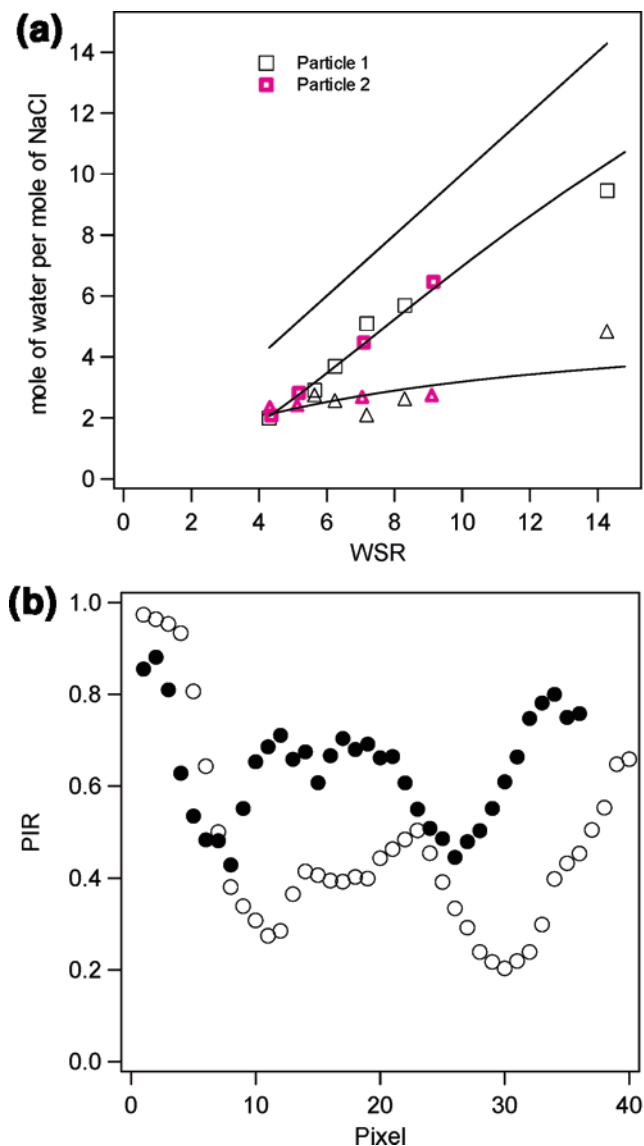 (a)
14
12
10
8
6
4
2
0
mole of water per mole of NaCl
Particle 1
Particle 2
0 2 4 6 8 10 12 14
WSR
(b)
1.0
0.8
0.6
0.4
0.2
0.0
PIR
0 10 20 30 40
Pixel